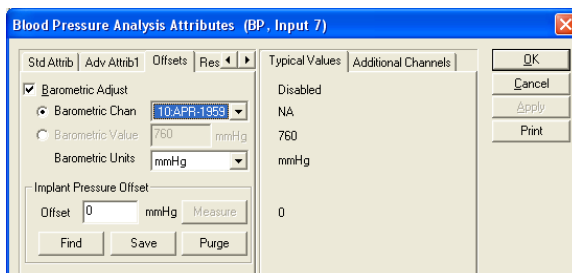 Blood Pressure Analysis Attributes (BP, Input 7)
Std Attrib Adv Attrib1 Offsets Res Typical Values Additional Channels OK
Barometric Adjust Disabled Cancel
Barometric Chan 10:APR-1959 NA Apply
Barometric Value 760 mmHg 760 Print
Barometric Units mmHg mmHg
Implant Pressure Offset
Offset 0 mmHg Measure 0
Find Save Purge